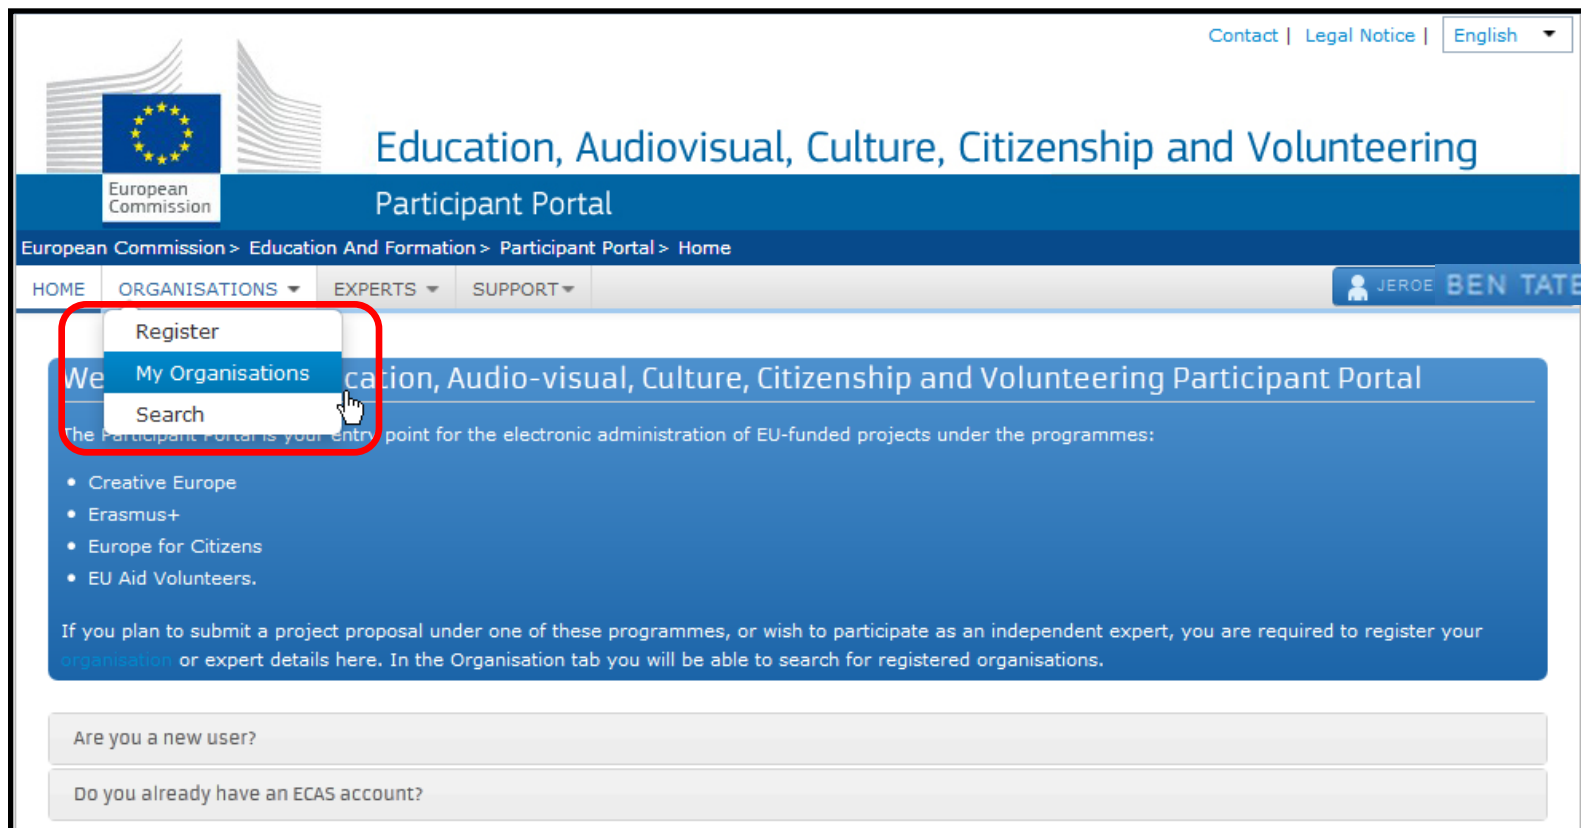 Contact | Legal Notice | English
Education, Audiovisual, Culture, Citizenship and Volunteering
European
Commission
Participant Portal
European Commission > Education And Formation > Participant Portal > Home
HOME ORGANISATIONS EXPERTS SUPPORT JEROE BEN TATE
Register
My Organisations
Search
We cation, Audio-visual, Culture, Citizenship and Volunteering Participant Portal
The Participant Portal is your entry point for the electronic administration of EU-funded projects under the programmes:
• Creative Europe
• Erasmus+
• Europe for Citizens
• EU Aid Volunteers.
If you plan to submit a project proposal under one of these programmes, or wish to participate as an independent expert, you are required to register your
organisation or expert details here. In the Organisation tab you will be able to search for registered organisations.
Are you a new user?
Do you already have an ECAS account?